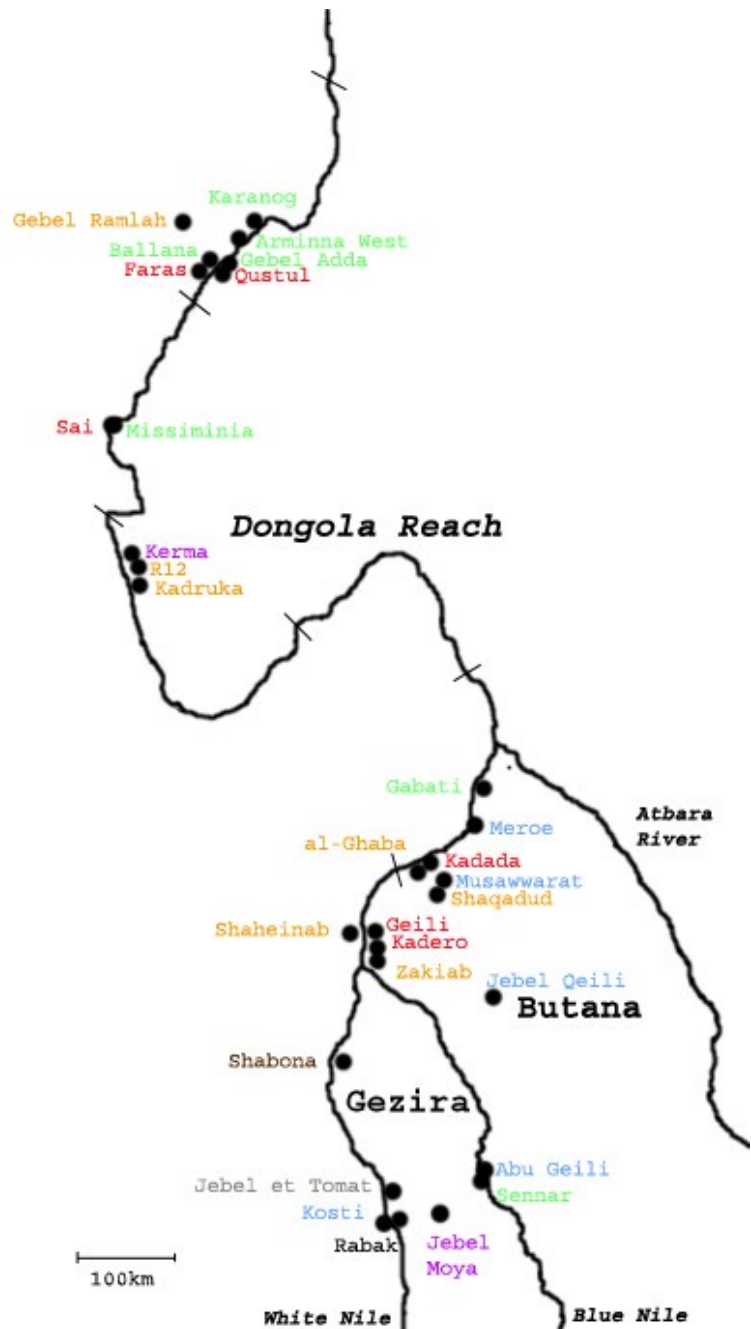 Karanog
Gebel Ramlah
Arminna West
Ballana
Gebel Adda
Faras
Qustul
Sai
Missiminia
Dongola Reach
Kerma
R12
Kadruka
Gabati
Atbara
River
Meroe
al-Ghaba
Kadada
Musawwarat
Shaqadud
Shaheinab
Geili
Kadero
Zakiab
Jebel Qeili
Butana
Shabona
Gezira
Abu Geili
Jebel et Tomat
Sennar
Kosti
Rabak
Jebel
Moya
100km
White Nile
Blue Nile